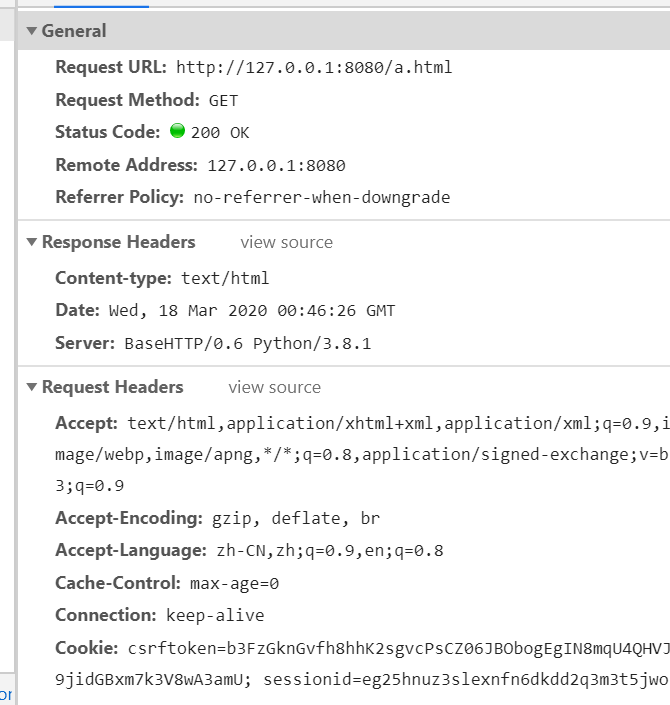 General
Request URL: http://127.0.0.1:8080/a.html
Request Method: GET
Status Code: 200 OK
Remote Address: 127.0.0.1:8080
Referrer Policy: no-referrer-when-downgrade
Response Headers view source
Content-type: text/html
Date: Wed, 18 Mar 2020 00:46:26 GMT
Server: BaseHTTP/0.6 Python/3.8.1
Request Headers view source
Accept: text/html,application/xhtml+xml,application/xml;q=0.9,i
mage/webp,image/apng,*/*;q=0.8,application/signed-exchange;v=b
3;q=0.9
Accept-Encoding: gzip, deflate, br
Accept-Language: zh-CN,zh;q=0.9,en;q=0.8
Cache-Control: max-age=0
Connection: keep-alive
Cookie: csrftoken=b3FzGknGvfh8hhK2sgvcPsCZ06JBObogEgIN8mqU4QHVJ
9jidGBxm7k3V8wA3amU; sessionid=eg25hnuz3slexnfn6dkdd2q3m3t5jwo
or